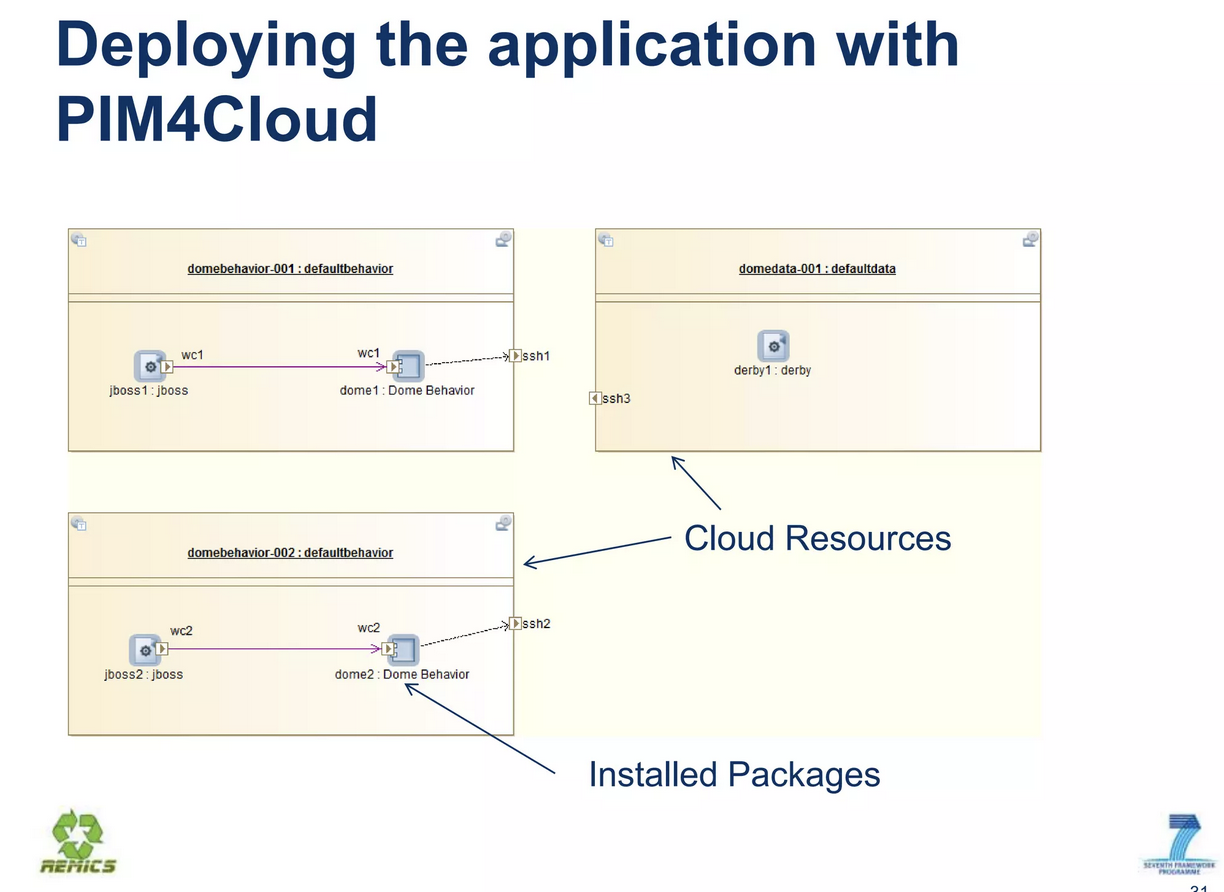 Deploying the application with
PIM4Cloud
domebehavior-001 : defaultbehavior
wc1
wc1
ssh1
jboss1 : jboss
dome1 : Dome Behavior
domedata-001 : defaultdata
derby1 : derby
ssh3
Cloud Resources
domebehavior-002 : defaultbehavior
wc2
wc2
ssh2
jboss2 : jboss
dome2 : Dome Behavior
Installed Packages
REMICS
7
SEVENTH FRAMEWORK
PROGRAMME
31